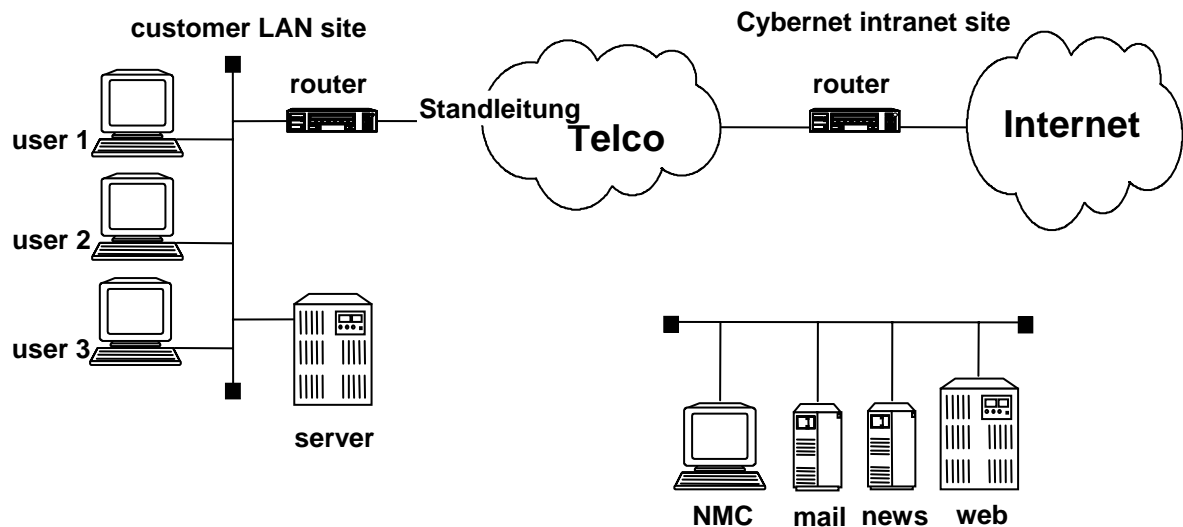 customer LAN site
Cybernet intranet site
router
router
Standleitung
Telco
Internet
user 1
user 2
user 3
server
NMC
mail
news
web